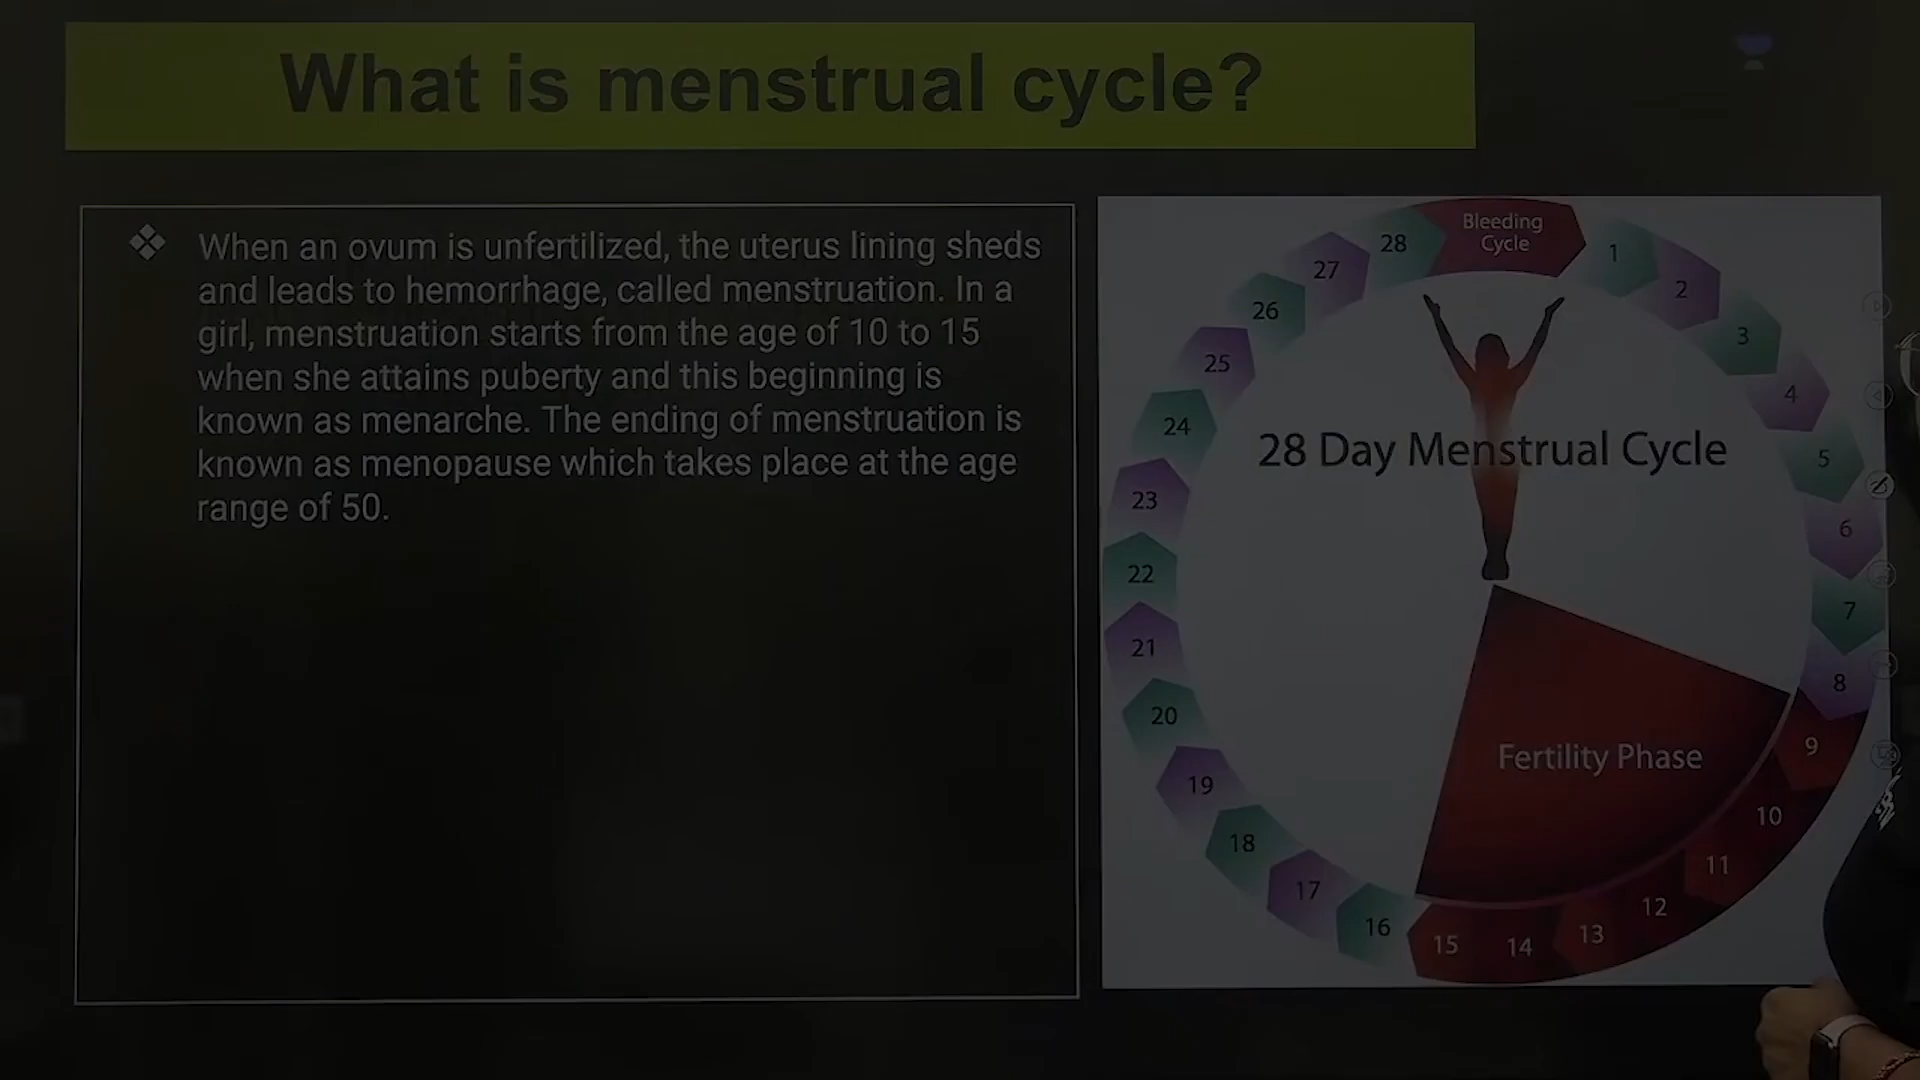 What is menstrual cycle?
❖ When an ovum is unfertilized, the uterus lining sheds
and leads to hemorrhage, called menstruation. In a
girl, menstruation starts from the age of 10 to 15
when she attains puberty and this beginning is
known as menarche. The ending of menstruation is
known as menopause which takes place at the age
range of 50.
Bleeding
Cycle
1
2
3
4
5
6
7
8
9
10
11
12
13
14
15
16
17
18
19
20
21
22
23
24
25
26
27
28
28 Day Menstrual Cycle
Fertility Phase